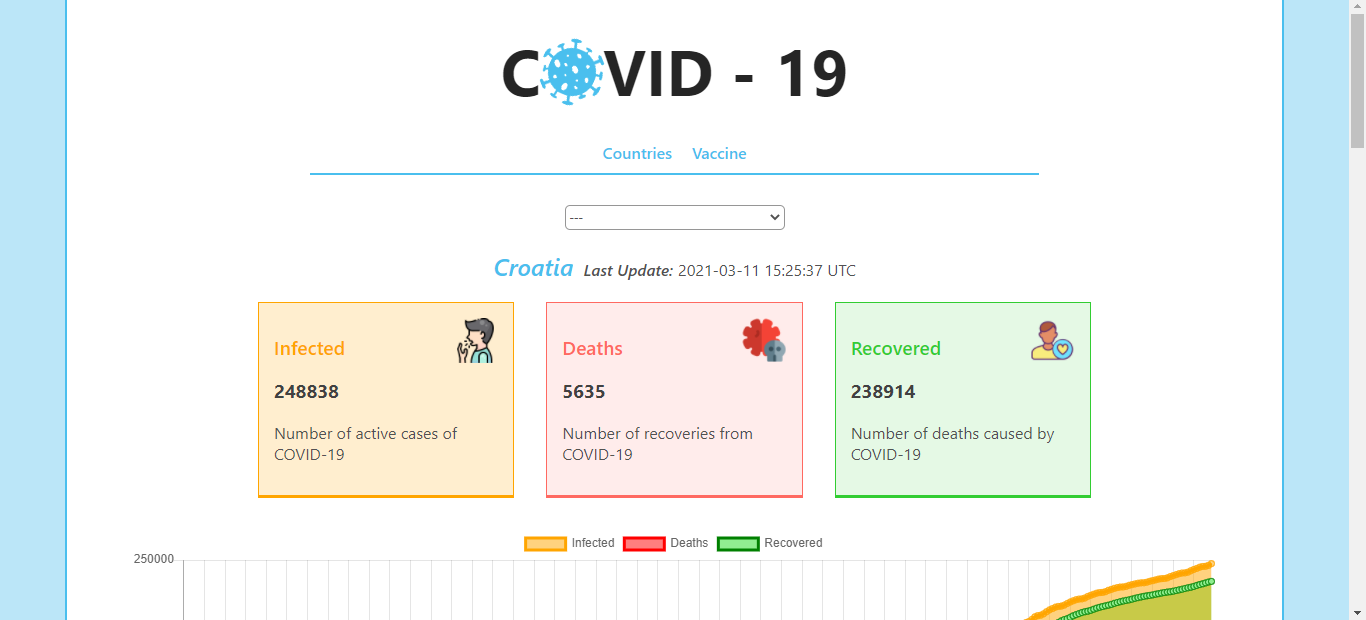 COVID - 19
Countries Vaccine
---
Croatia Last Update: 2021-03-11 15:25:37 UTC
Infected
248838
Number of active cases of
COVID-19
Deaths
5635
Number of recoveries from
COVID-19
Recovered
238914
Number of deaths caused by
COVID-19
Infected Deaths Recovered
250000